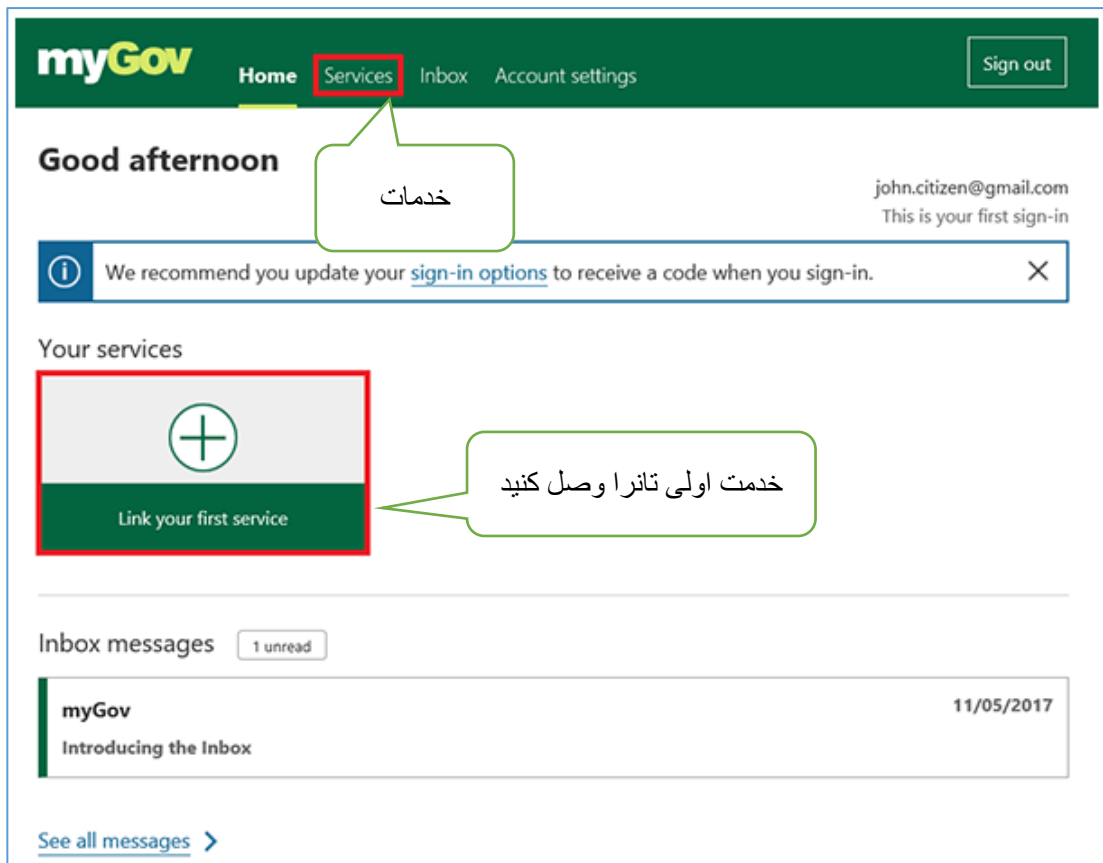 myGov Home Services Inbox Account settings Sign out
Good afternoon
خدمات
john.citizen@gmail.com
This is your first sign-in
We recommend you update your sign-in options to receive a code when you sign-in.
Your services
Link your first service
خدمت اولی تانرا وصل کنید
Inbox messages 1 unread
myGov 11/05/2017
Introducing the Inbox
See all messages